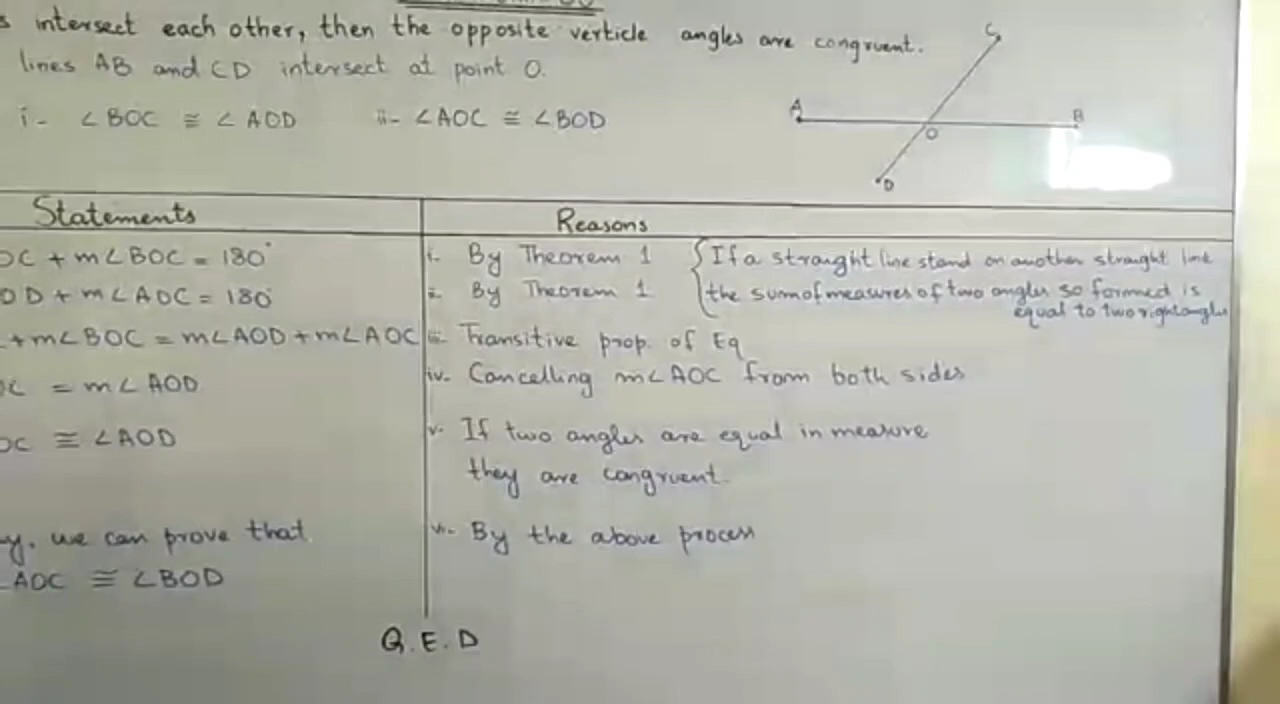 s intersect each other, then the opposite verticle angles are congruent.
lines AB and CD intersect at point O.
i- ∠BOC ≅ ∠AOD ii- ∠AOC ≅ ∠BOD
C
A
B
O
D
Statements Reasons
OC + m∠BOC = 180° i. By Theorem 1 {If a straight line stand on another straight line
OD + m∠AOC = 180 ii. By Theorem 1 the sum of measures of two angles so formed is
equal to two right angles
+ m∠BOC = m∠AOD + m∠AOC iii. Transitive prop. of Eq
OC = m∠AOD iv. Cancelling m∠AOC from both sides
OC ≅ ∠AOD v. If two angles are equal in measure
they are congruent.
y, we can prove that vi. By the above process
∠AOC ≅ ∠BOD
Q.E.D